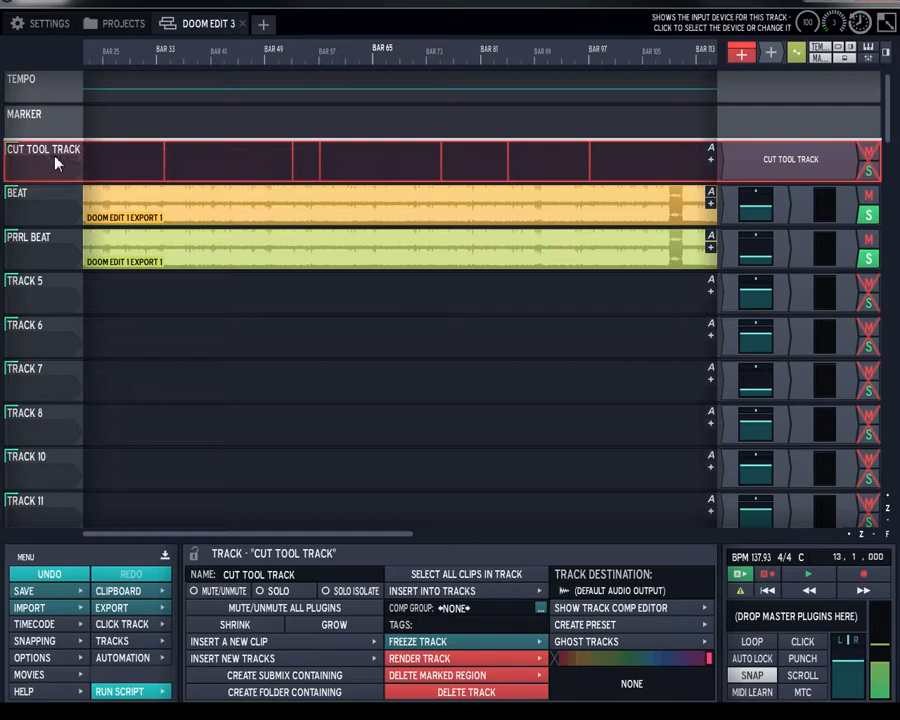 SETTINGS
PROJECTS
DOOM EDIT 3
SHOWS THE INPUT DEVICE FOR THIS TRACK -
CLICK TO SELECT THE DEVICE OR CHANGE IT
100
3
BAR 25
BAR 33
BAR 41
BAR 49
BAR 57
BAR 65
BAR 73
BAR 81
BAR 89
BAR 97
BAR 105
BAR 113
TEM...
MA...
TEMPO
MARKER
CUT TOOL TRACK
A
CUT TOOL TRACK
M
S
BEAT
DOOM EDIT 1 EXPORT 1
A
M
S
PRRL BEAT
DOOM EDIT 1 EXPORT 1
A
M
S
TRACK 5
A
M
S
TRACK 6
A
M
S
TRACK 7
A
M
S
TRACK 8
A
M
S
TRACK 10
A
M
S
TRACK 11
A
M
Z
Z F
MENU
UNDO
REDO
SAVE
CLIPBOARD
IMPORT
EXPORT
TIMECODE
CLICK TRACK
SNAPPING
TRACKS
OPTIONS
AUTOMATION
MOVIES
HELP
RUN SCRIPT
TRACK - "CUT TOOL TRACK"
NAME: CUT TOOL TRACK
MUTE/UNMUTE
SOLO
SOLO ISOLATE
MUTE/UNMUTE ALL PLUGINS
SHRINK
GROW
INSERT A NEW CLIP
INSERT NEW TRACKS
CREATE SUBMIX CONTAINING
CREATE FOLDER CONTAINING
SELECT ALL CLIPS IN TRACK
INSERT INTO TRACKS
COMP GROUP: NONE
...
TAGS:
FREEZE TRACK
RENDER TRACK
DELETE MARKED REGION
DELETE TRACK
TRACK DESTINATION:
(DEFAULT AUDIO OUTPUT)
SHOW TRACK COMP EDITOR
CREATE PRESET
GHOST TRACKS
NONE
BPM 137.93 4/4 C
13, 1, 000
(DROP MASTER PLUGINS HERE)
LOOP
CLICK
AUTO LOCK
PUNCH
SNAP
SCROLL
MIDI LEARN
MTC
L R